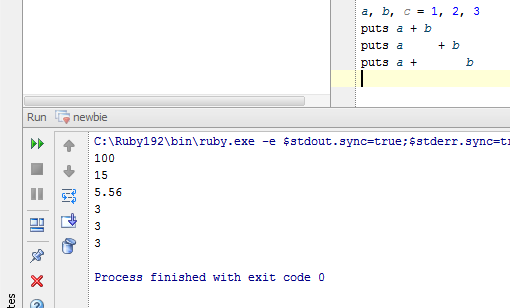 a, b, c = 1, 2, 3
puts a + b
puts a     + b
puts a +       b
Run newbie
C:\Ruby192\bin\ruby.exe -e $stdout.sync=true;$stderr.sync=tr
100
15
5.56
3
3
3
Process finished with exit code 0
tes